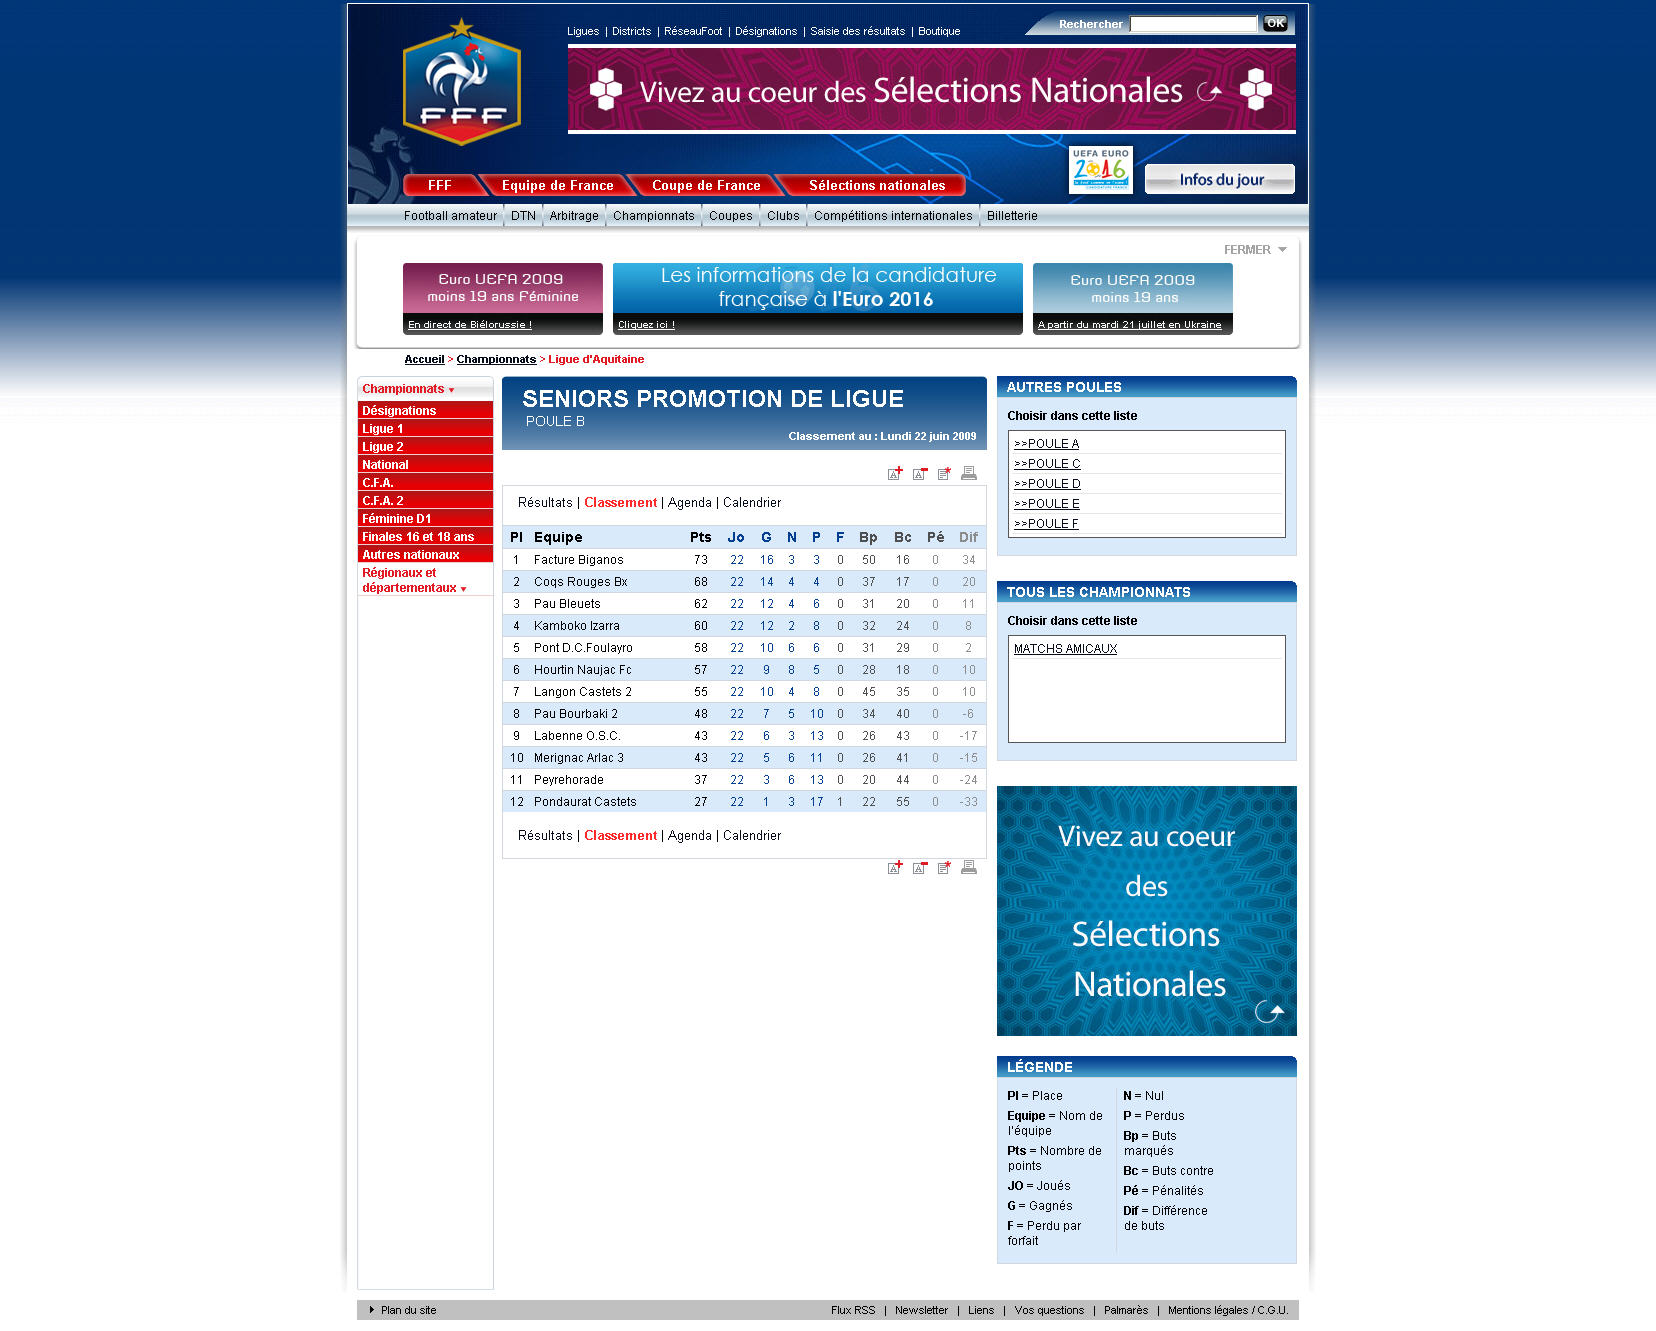 Ligues | Districts | RéseauFoot | Désignations | Saisie des résultats | Boutique
Rechercher OK
FFF
Vivez au coeur des Sélections Nationales
UEFA EURO
2016
Infos du jour
FFF Equipe de France Coupe de France Sélections nationales
Football amateur DTN Arbitrage Championnats Coupes Clubs Compétitions internationales Billetterie
FERMER
Euro UEFA 2009
moins 19 ans Féminine
En direct de Biélorussie !
Les informations de la candidature
française à l'Euro 2016
Cliquez ici !
Euro UEFA 2009
moins 19 ans
A partir du mardi 21 juillet en Ukraine
Accueil > Championnats > Ligue d'Aquitaine
Championnats
Désignations
Ligue 1
Ligue 2
National
C.F.A.
C.F.A. 2
Féminine D1
Finales 16 et 18 ans
Autres nationaux
Régionaux et
départementaux
SENIORS PROMOTION DE LIGUE
POULE B
Classement au : Lundi 22 juin 2009
Résultats | Classement | Agenda | Calendrier
Pl Equipe Pts Jo G N P F Bp Bc Pé Dif
1 Facture Biganos 73 22 16 3 3 0 50 16 0 34
2 Coqs Rouges Bx 68 22 14 4 4 0 37 17 0 20
3 Pau Bleuets 62 22 12 4 6 0 31 20 0 11
4 Kamboko Izarra 60 22 12 2 8 0 32 24 0 8
5 Pont D.C.Foulayro 58 22 10 6 6 0 31 29 0 2
6 Hourtin Naujac Fc 57 22 9 8 5 0 28 18 0 10
7 Langon Castets 2 55 22 10 4 8 0 45 35 0 10
8 Pau Bourbaki 2 48 22 7 5 10 0 34 40 0 -6
9 Labenne O.S.C. 43 22 6 3 13 0 26 43 0 -17
10 Merignac Arlac 3 43 22 5 6 11 0 26 41 0 -15
11 Peyrehorade 37 22 3 6 13 0 20 44 0 -24
12 Pondaurat Castets 27 22 1 3 17 1 22 55 0 -33
Résultats | Classement | Agenda | Calendrier
AUTRES POULES
Choisir dans cette liste
>>POULE A
>>POULE C
>>POULE D
>>POULE E
>>POULE F
TOUS LES CHAMPIONNATS
Choisir dans cette liste
MATCHS AMICAUX
Vivez au coeur
des
Sélections
Nationales
LÉGENDE
Pl = Place
Equipe = Nom de
l'équipe
Pts = Nombre de
points
JO = Joués
G = Gagnés
F = Perdu par
forfait
N = Nul
P = Perdus
Bp = Buts
marqués
Bc = Buts contre
Pé = Pénalités
Dif = Différence
de buts
Plan du site
Flux RSS | Newsletter | Liens | Vos questions | Palmarès | Mentions légales / C.G.U.